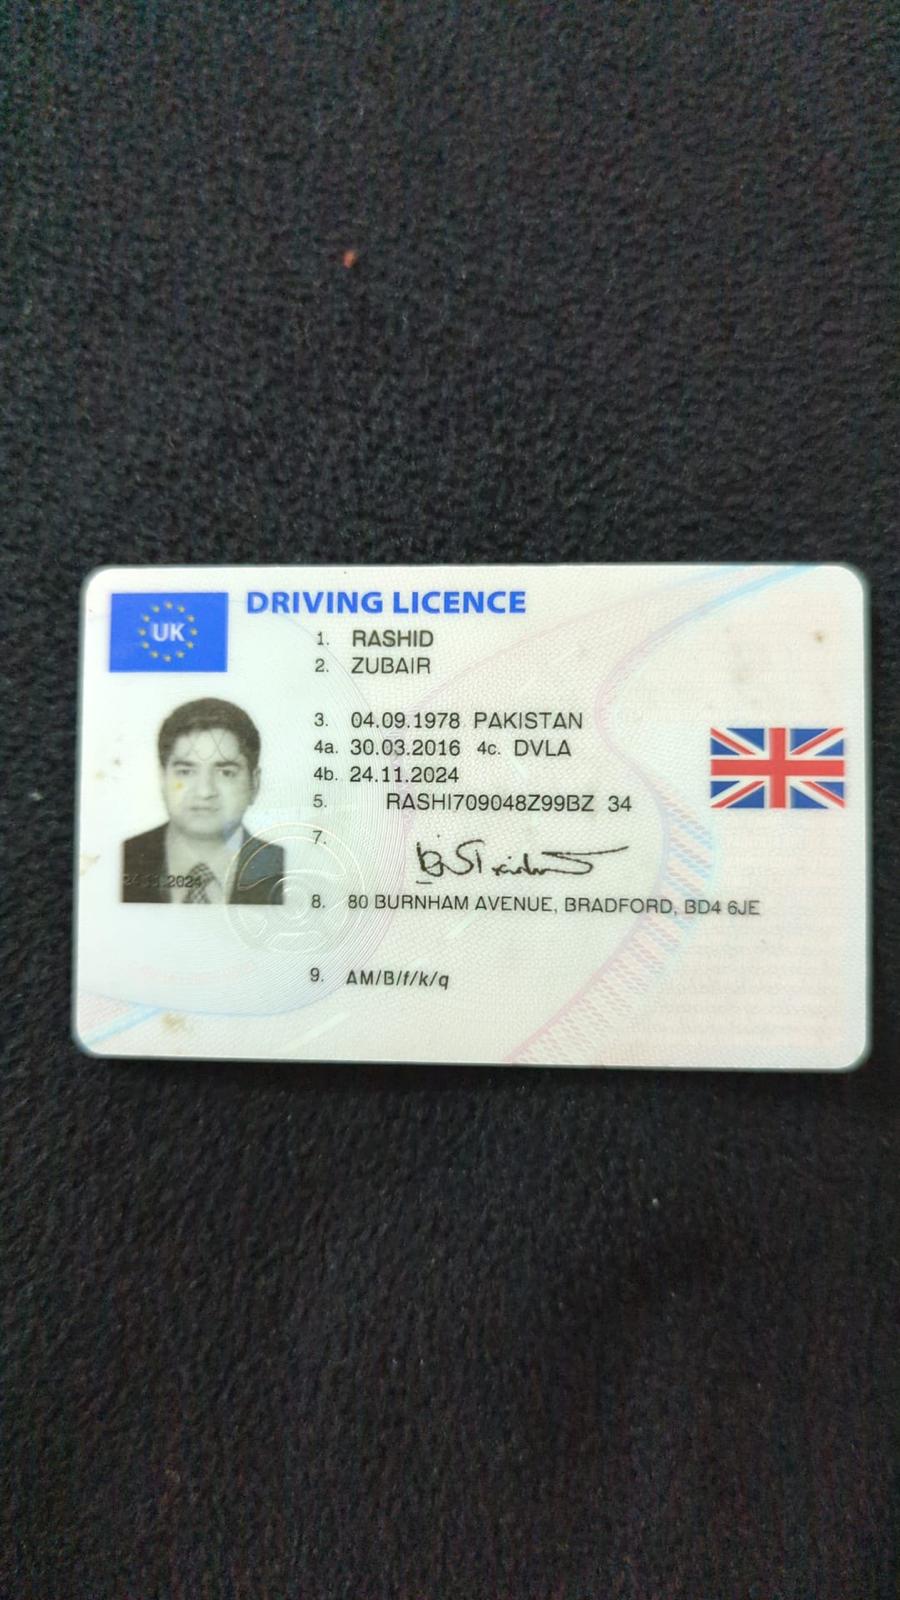 UK
DRIVING LICENCE
1. RASHID
2. ZUBAIR
3. 04.09.1978 PAKISTAN
4a. 30.03.2016 4c. DVLA
4b. 24.11.2024
5. RASHI709048Z99BZ 34
7.
24.11.2024
8. 80 BURNHAM AVENUE, BRADFORD, BD4 6JE
9. AM/B/f/k/q